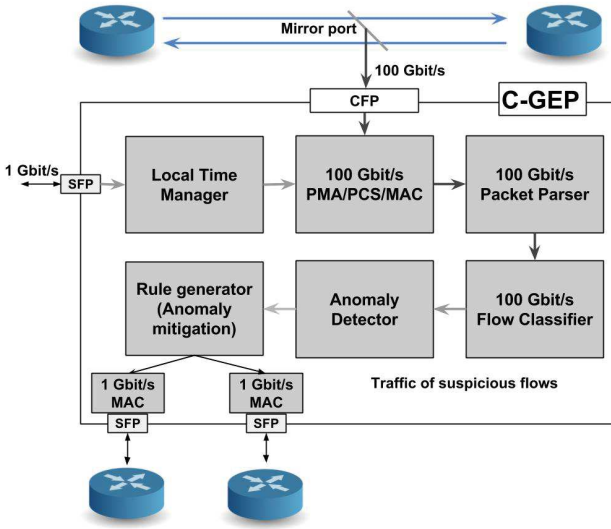 Mirror port
100 Gbit/s
CFP
C-GEP
1 Gbit/s
SFP
Local Time
Manager
100 Gbit/s
PMA/PCS/MAC
100 Gbit/s
Packet Parser
Rule generator
(Anomaly
mitigation)
Anomaly
Detector
100 Gbit/s
Flow Classifier
1 Gbit/s
MAC
1 Gbit/s
MAC
Traffic of suspicious flows
SFP
SFP